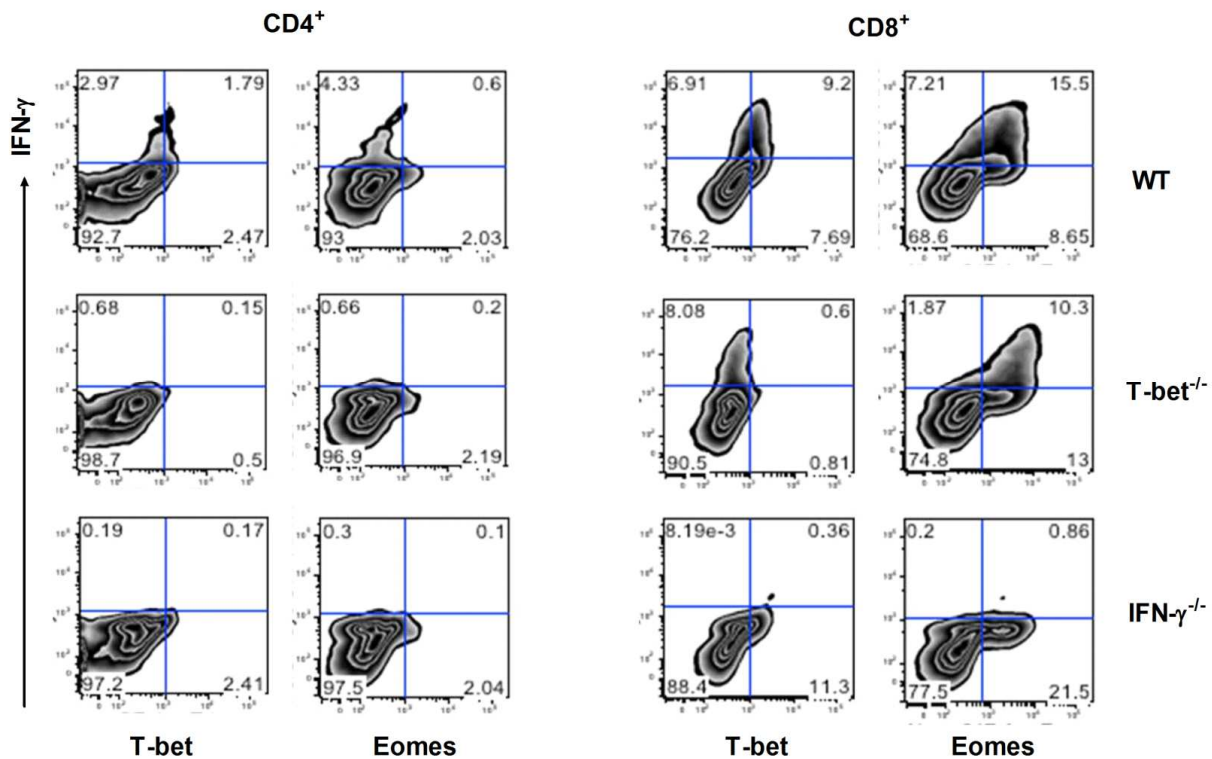 CD4+ CD8+
IFN-γ
2.97 1.79 4.33 0.6 6.91 9.2 7.21 15.5
92.7 2.47 93 2.03 76.2 7.69 68.6 8.65
WT
0.68 0.15 0.66 0.2 8.08 0.6 1.87 10.3
98.7 0.5 96.9 2.19 90.5 0.81 74.8 13
T-bet-/-
0.19 0.17 0.3 0.1 8.19e-3 0.36 0.2 0.86
97.2 2.41 97.5 2.04 88.4 11.3 77.5 21.5
IFN-γ-/-
T-bet Eomes T-bet Eomes